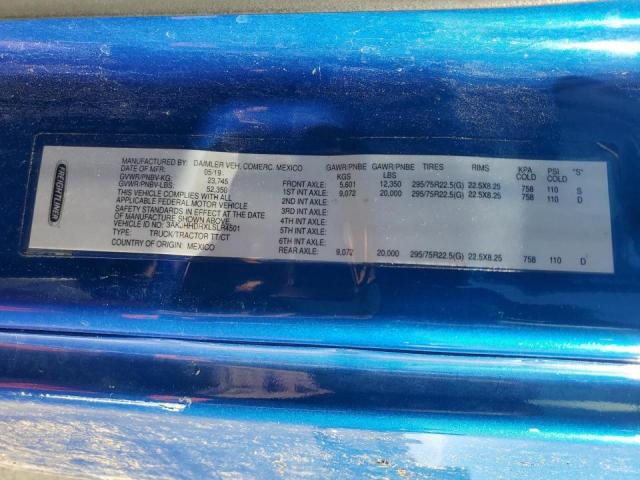 FREIGHTLINER
MANUFACTURED BY: DAIMLER VEH. COMERC. MEXICO
DATE OF MFR: 05/19
GVWR/PNBV-KG: 23,745
GVWR/PNBV-LBS: 52,350
THIS VEHICLE COMPLIES WITH ALL
APPLICABLE FEDERAL MOTOR VEHICLE
SAFETY STANDARDS IN EFFECT ON THE DATE
OF MANUFACTURE SHOWN ABOVE.
VEHICLE ID NO: 3AKJHHDRXLSLR4501
TYPE: TRUCK/TRACTOR TT/CT
COUNTRY OF ORIGIN: MEXICO
GAWR/PNBE GAWR/PNBE TIRES RIMS KPA PSI "S"
KGS LBS COLD COLD
FRONT AXLE: 5,601 12,350 295/75R22.5(G) 22.5X8.25 758 110 S
1ST INT AXLE: 9,072 20,000 295/75R22.5(G) 22.5X8.25 758 110 D
2ND INT AXLE:
3RD INT AXLE:
4TH INT AXLE:
5TH INT AXLE:
6TH INT AXLE:
REAR AXLE: 9,072 20,000 295/75R22.5(G) 22.5X8.25 758 110 D